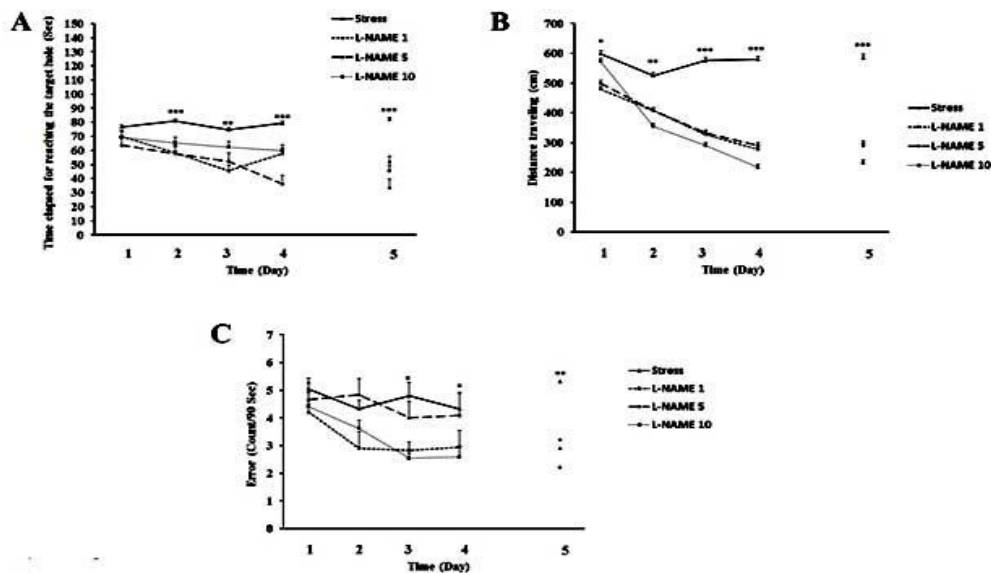 A
Time elapsed for reaching the target hole (Sec)
150
140
130
120
110
100
90
80
70
60
50
40
30
20
10
0
***
**
***
***
1 2 3 4 5
Time (Day)
Stress
L-NAME 1
L-NAME 5
L-NAME 10
B
Distance traveling (cm)
700
600
500
400
300
200
100
0
*
**
***
***
***
1 2 3 4 5
Time (Day)
Stress
L-NAME 1
L-NAME 5
L-NAME 10
C
Error (Count/90 Sec)
7
6
5
4
3
2
1
0
*
*
**
1 2 3 4 5
Time (Day)
Stress
L-NAME 1
L-NAME 5
L-NAME 10